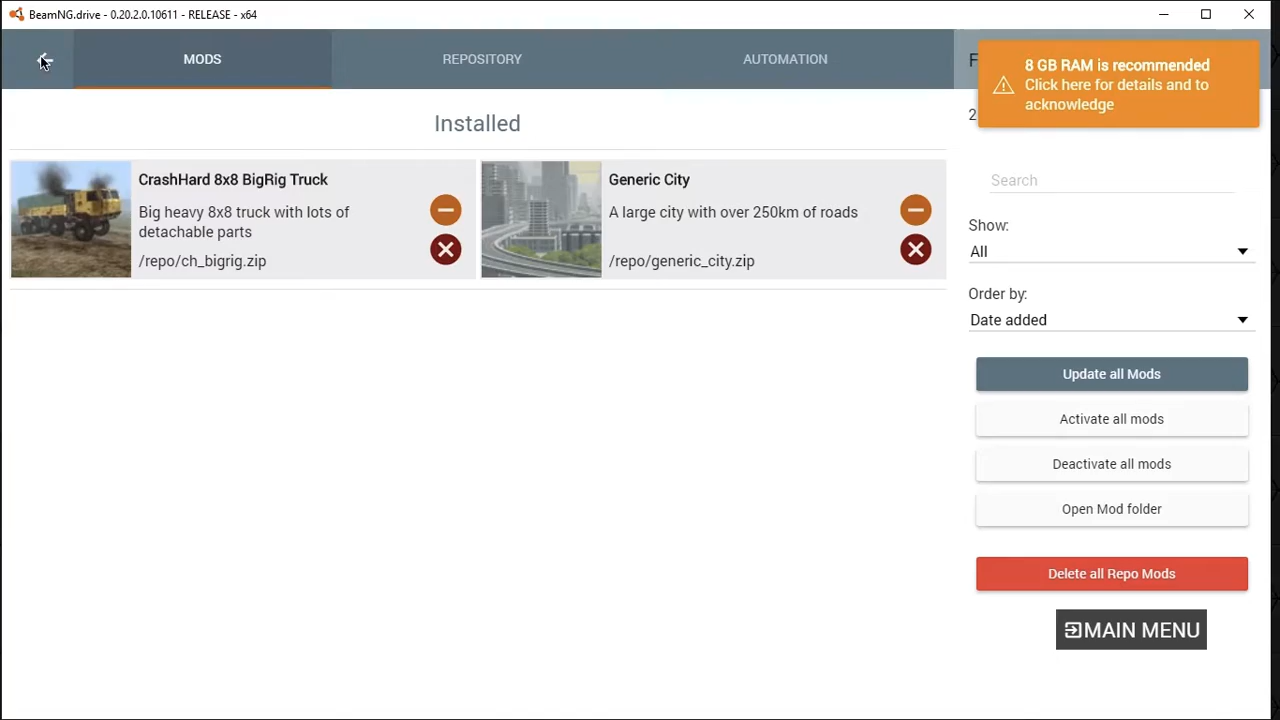 BeamNG.drive - 0.20.2.0.10611 - RELEASE - x64
MODS
REPOSITORY
AUTOMATION
F
2
8 GB RAM is recommended
Click here for details and to
acknowledge
Installed
CrashHard 8x8 BigRig Truck
Big heavy 8x8 truck with lots of
detachable parts
/repo/ch_bigrig.zip
Generic City
A large city with over 250km of roads
/repo/generic_city.zip
Search
Show:
All
Order by:
Date added
Update all Mods
Activate all mods
Deactivate all mods
Open Mod folder
Delete all Repo Mods
MAIN MENU